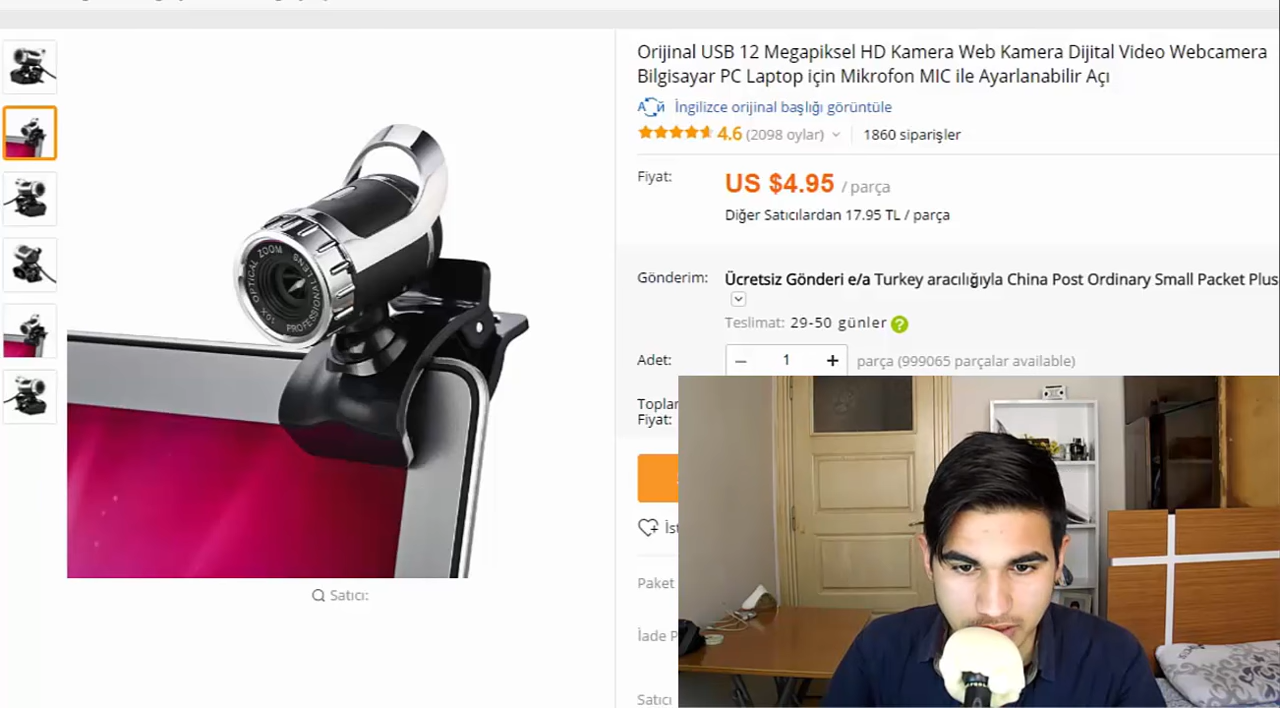 Orijinal USB 12 Megapiksel HD Kamera Web Kamera Dijital Video Webcamera
Bilgisayar PC Laptop için Mikrofon MIC ile Ayarlanabilir Açı
İngilizce orijinal başlığı görüntüle
4.6 (2098 oylar) 1860 siparişler
Fiyat: US $4.95 / parça
Diğer Satıcılardan 17.95 TL / parça
Gönderim: Ücretsiz Gönderi e/a Turkey aracılığıyla China Post Ordinary Small Packet Plus
Teslimat: 29-50 günler ?
Adet: − 1 + parça (999065 parçalar available)
Toplar
Fiyat:
İst
Paket
İade P
Satıcı
Satıcı:
OPTICAL ZOOM
LENS
PROFESSIONAL